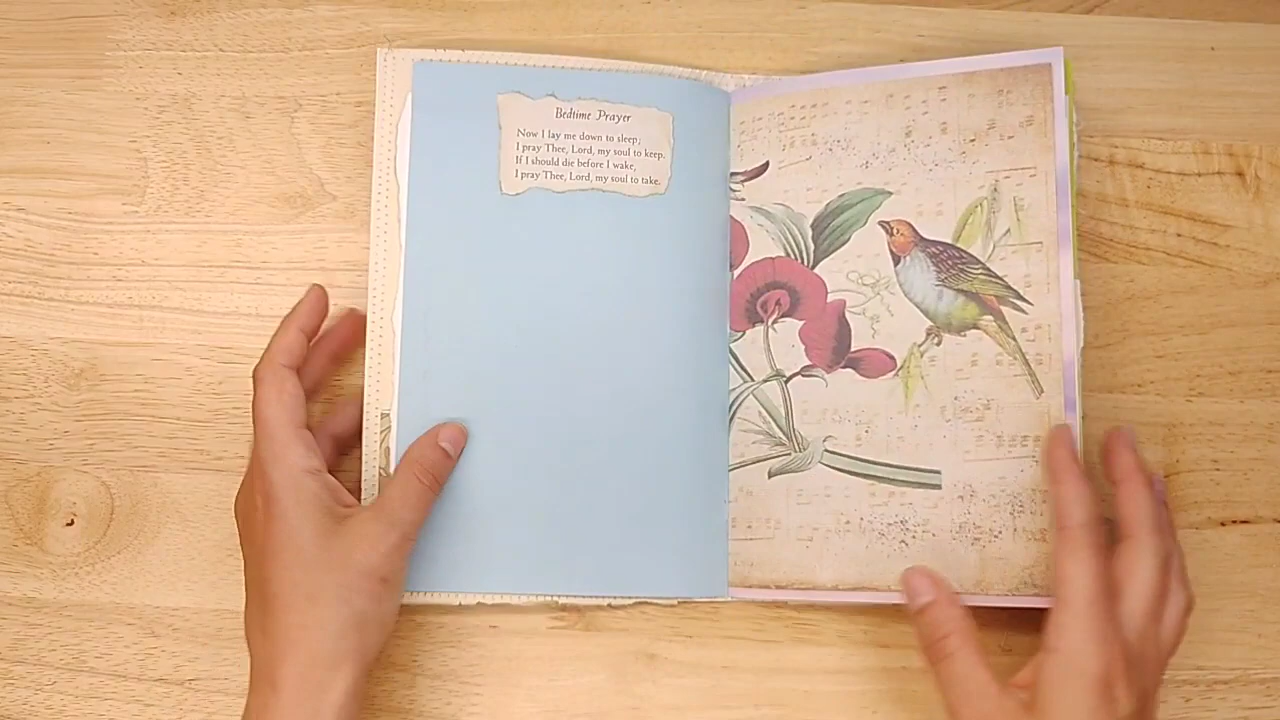 Bedtime Prayer
Now I lay me down to sleep;
I pray Thee, Lord, my soul to keep.
If I should die before I wake,
I pray Thee, Lord, my soul to take.